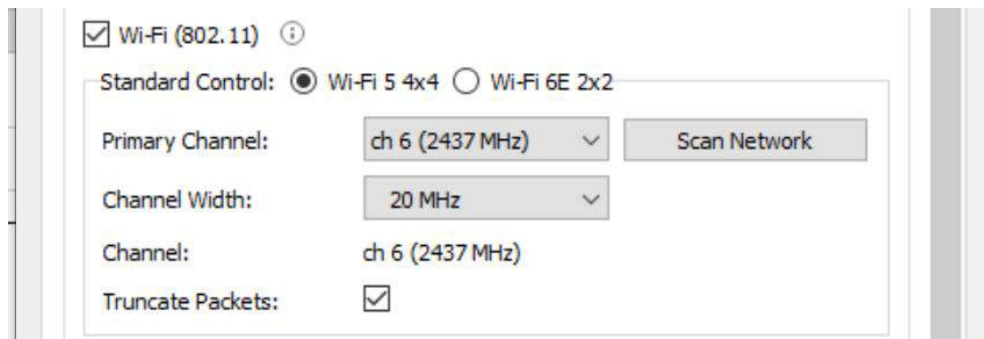 Wi-Fi (802.11)
Standard Control: Wi-Fi 5 4x4 Wi-Fi 6E 2x2
Primary Channel: ch 6 (2437 MHz) Scan Network
Channel Width: 20 MHz
Channel: ch 6 (2437 MHz)
Truncate Packets: